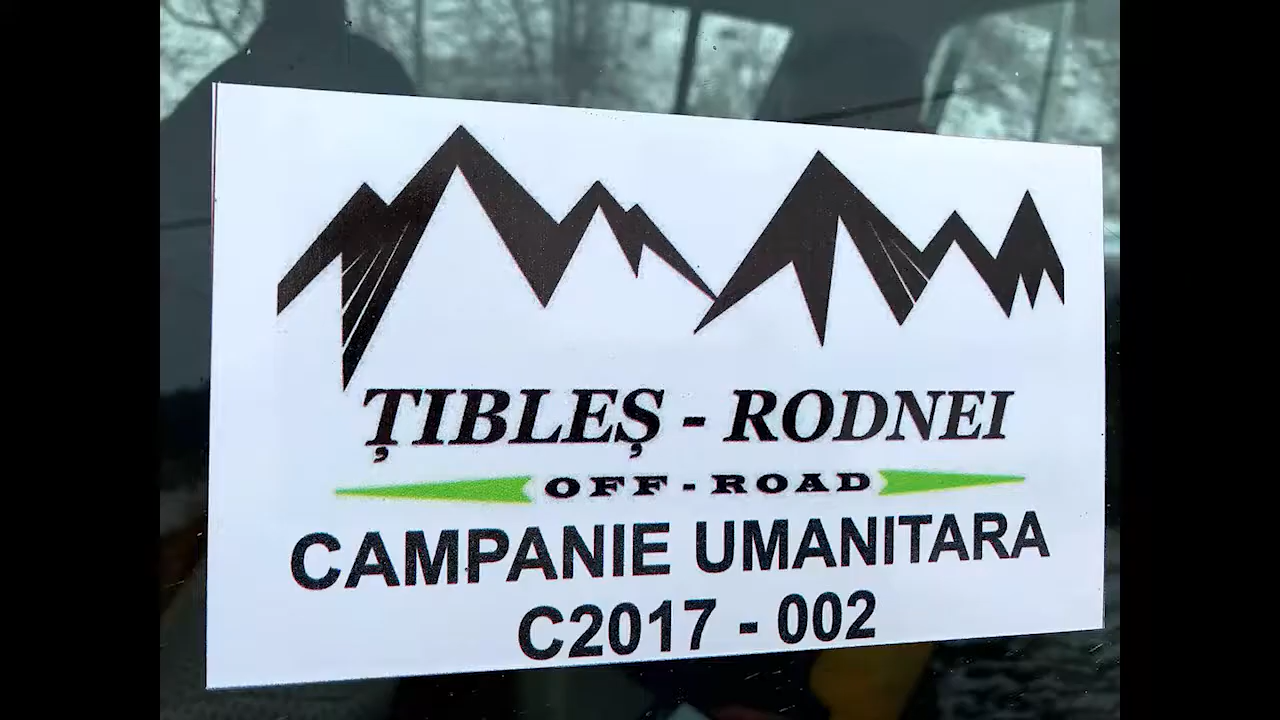 ȚIBLEȘ - RODNEI
OFF-ROAD
CAMPANIE UMANITARA
C2017 - 002